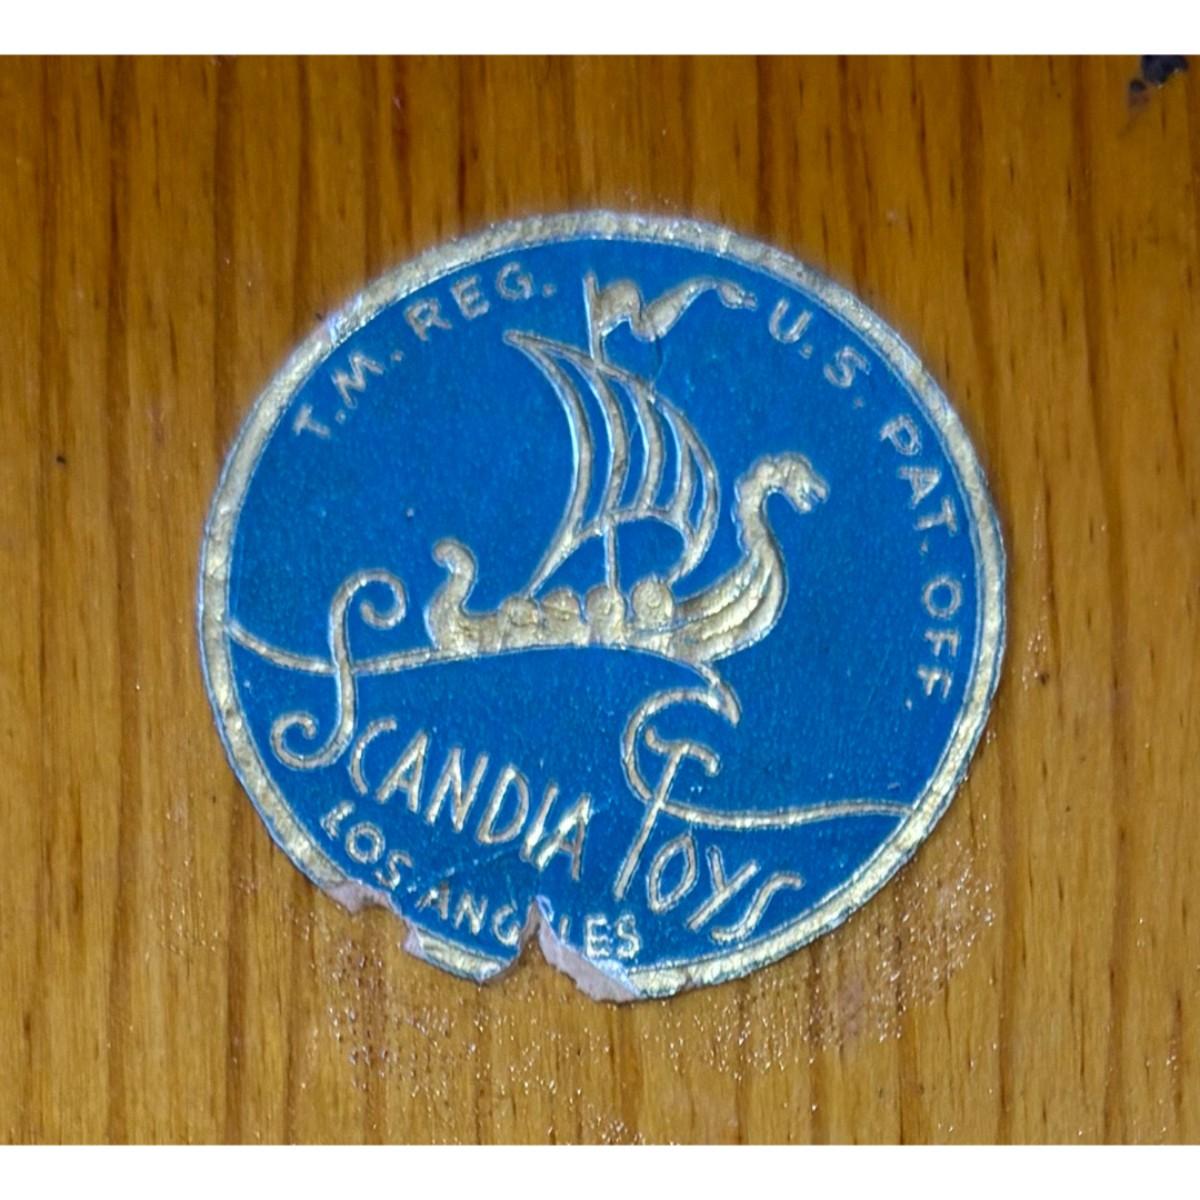 T.M. REG. U.S. PAT. OFF.
SCANDIA TOYS
LOS ANGELES